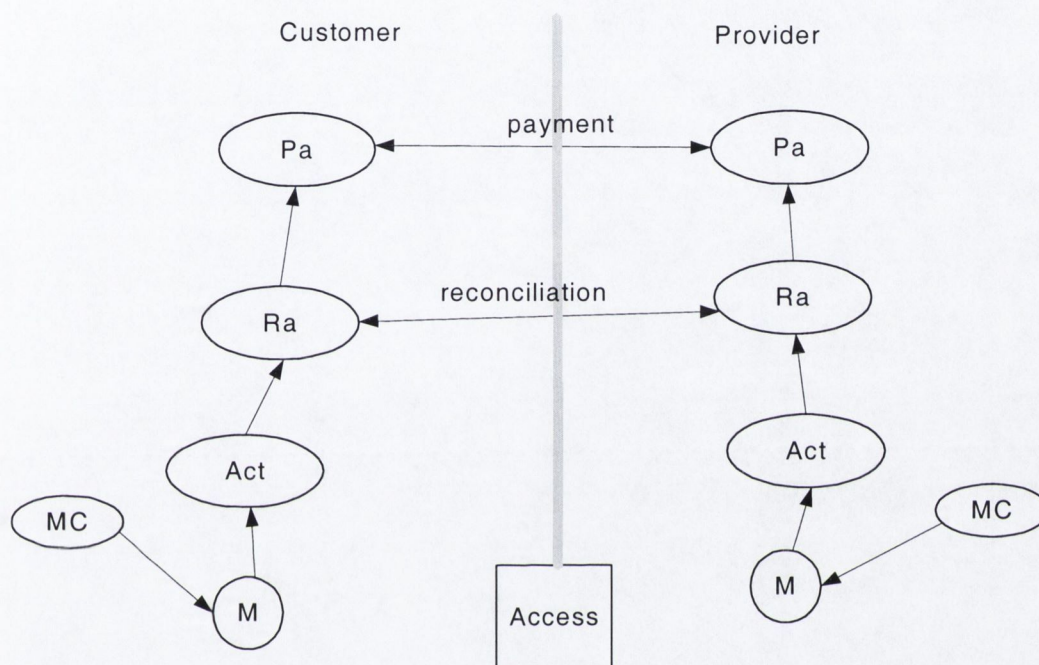 Customer
Provider
payment
Pa
Pa
reconciliation
Ra
Ra
Act
Act
MC
MC
M
M
Access